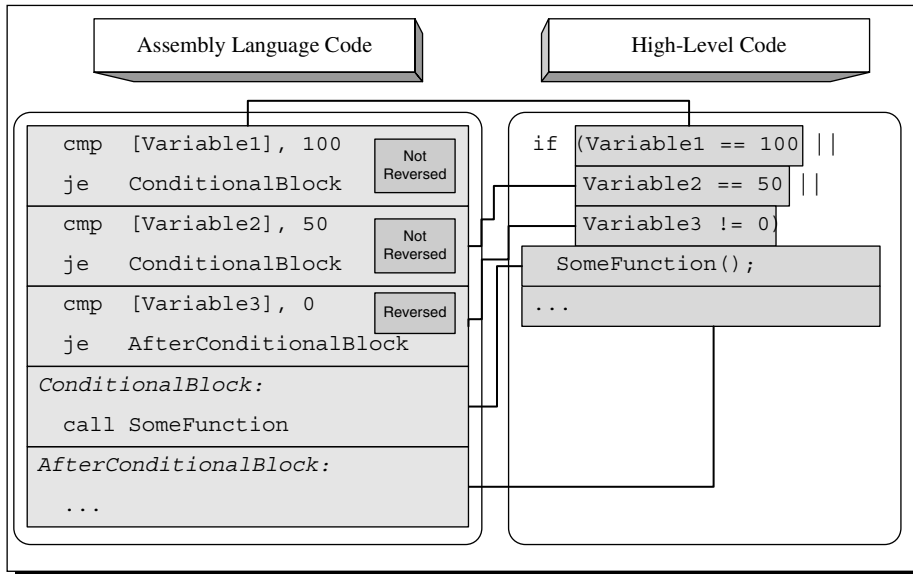 Assembly Language Code
High-Level Code
cmp [Variable1], 100
je ConditionalBlock
Not
Reversed
cmp [Variable2], 50
je ConditionalBlock
Not
Reversed
cmp [Variable3], 0
je AfterConditionalBlock
Reversed
ConditionalBlock:
call SomeFunction
AfterConditionalBlock:
...
if (Variable1 == 100 ||
Variable2 == 50 ||
Variable3 != 0)
SomeFunction();
...